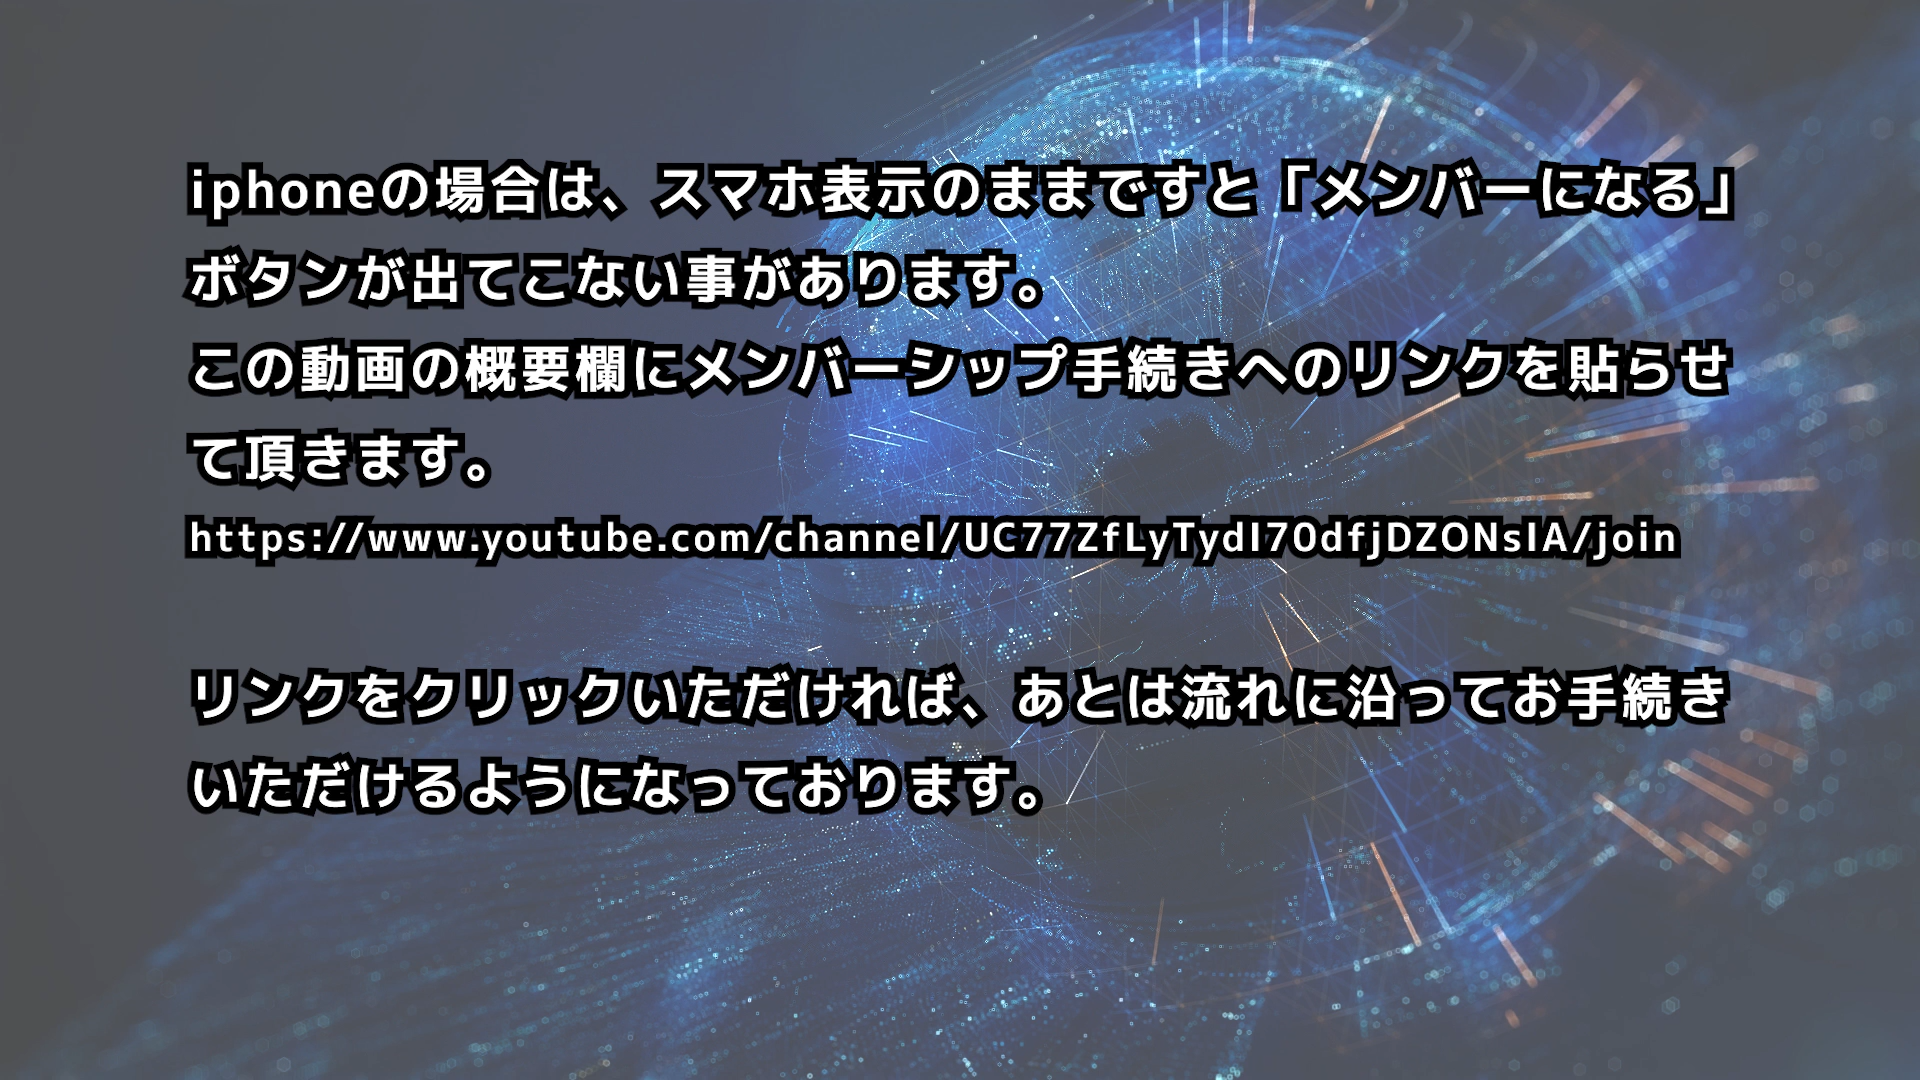 iphoneの場合は、スマホ表示のままですと「メンバーになる」
ボタンが出てこない事があります。
この動画の概要欄にメンバーシップ手続きへのリンクを貼らせ
て頂きます。
https://www.youtube.com/channel/UC77ZfLyTydI70dfjDZONsIA/join
リンクをクリックいただければ、あとは流れに沿ってお手続き
いただけるようになっております。